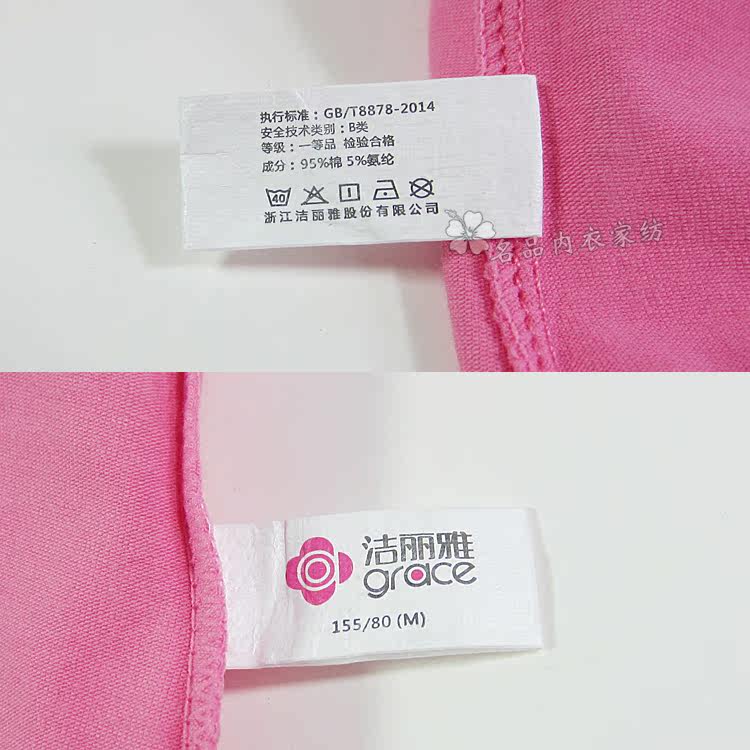 执行标准：GB/T8878-2014
安全技术类别：B类
等级：一等品 检验合格
成分：95%棉 5%氨纶
40
浙江洁丽雅股份有限公司
名品内衣家纺
洁丽雅
grace
155/80 (M)